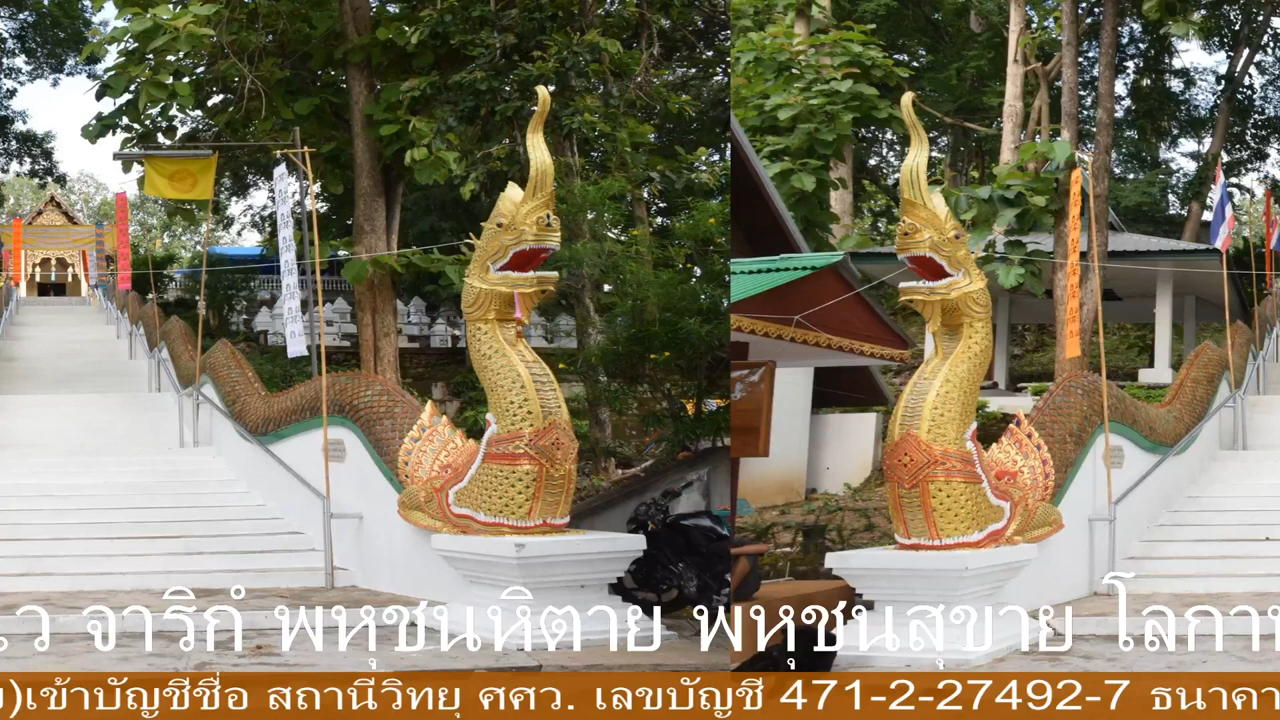 ว จาริกํ พหุชนหิตาย พหุชนสุขาย โลกา
)เข้าบัญชีชื่อ สถานีวิทยุ ศศว. เลขบัญชี 471-2-27492-7 ธนาคา